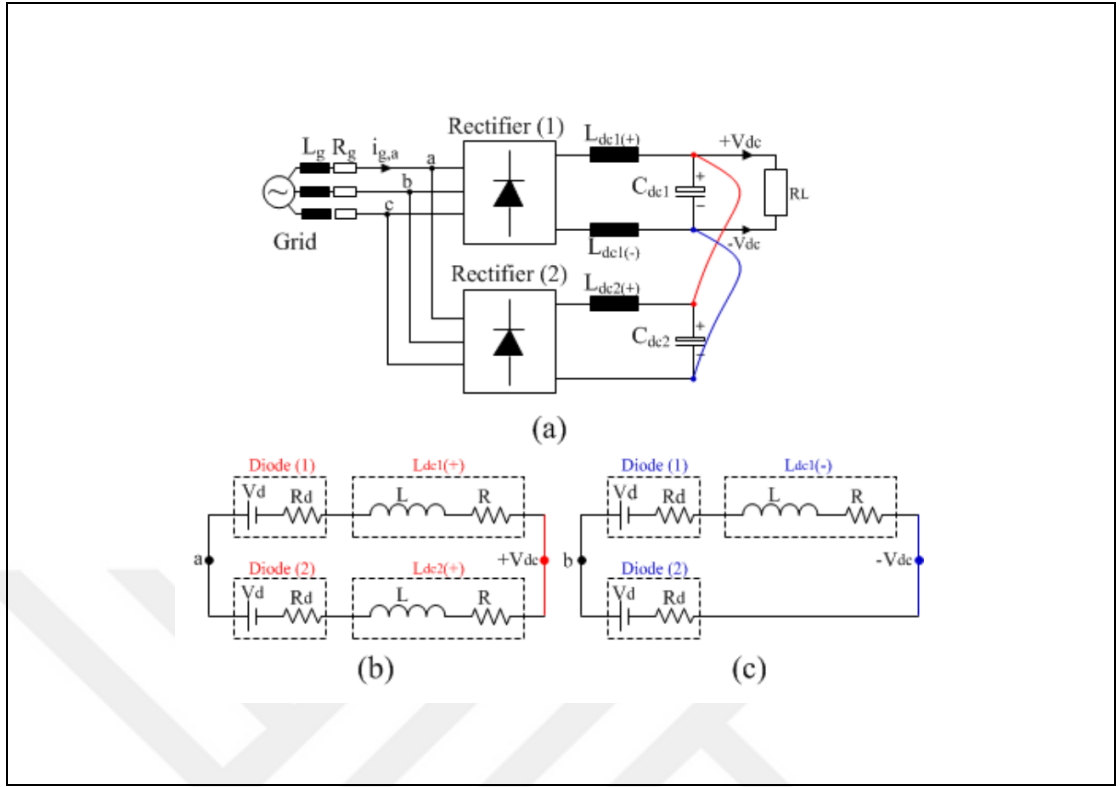 Rectifier (1)
Lg Rg ig,a
a
b
c
Grid
Ldc1(+)
+Vdc
Cdc1
+
−
RL
-Vdc
Ldc1(-)
Rectifier (2)
Ldc2(+)
Cdc2
+
−
(a)
Diode (1)
Ldc1(+)
Vd Rd L R
a
+Vdc
Diode (2)
Ldc2(+)
Vd Rd L R
(b)
Diode (1)
Ldc1(-)
Vd Rd L R
b
-Vdc
Diode (2)
Vd Rd
(c)